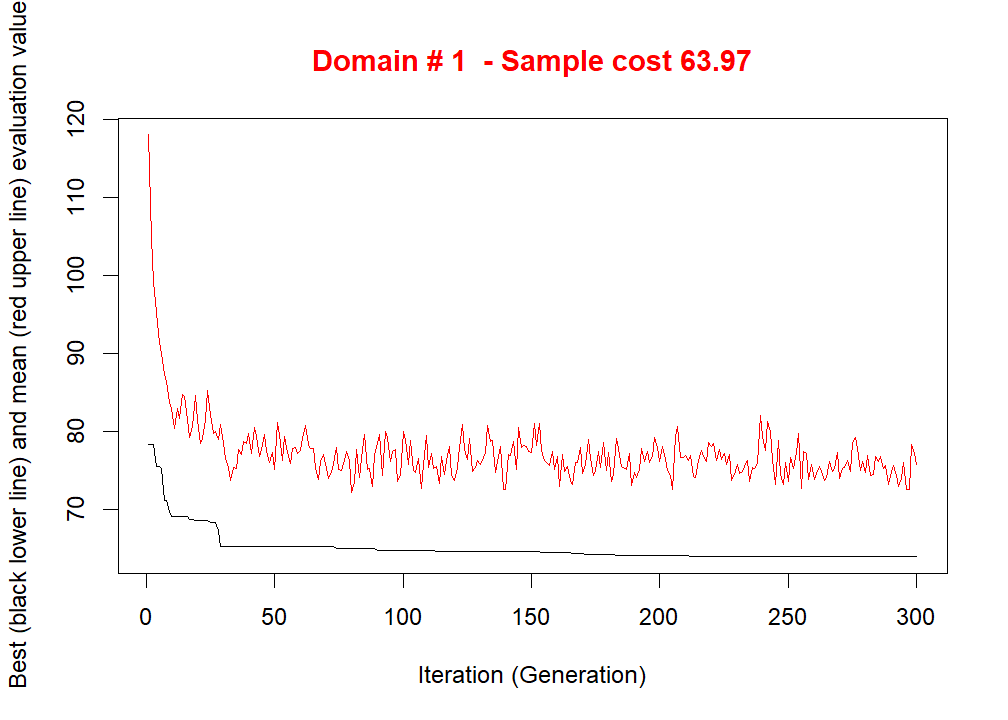 Domain # 1  - Sample cost 63.97
Best (black lower line) and mean (red upper line) evaluation value
120
110
100
90
80
70
0 50 100 150 200 250 300
Iteration (Generation)